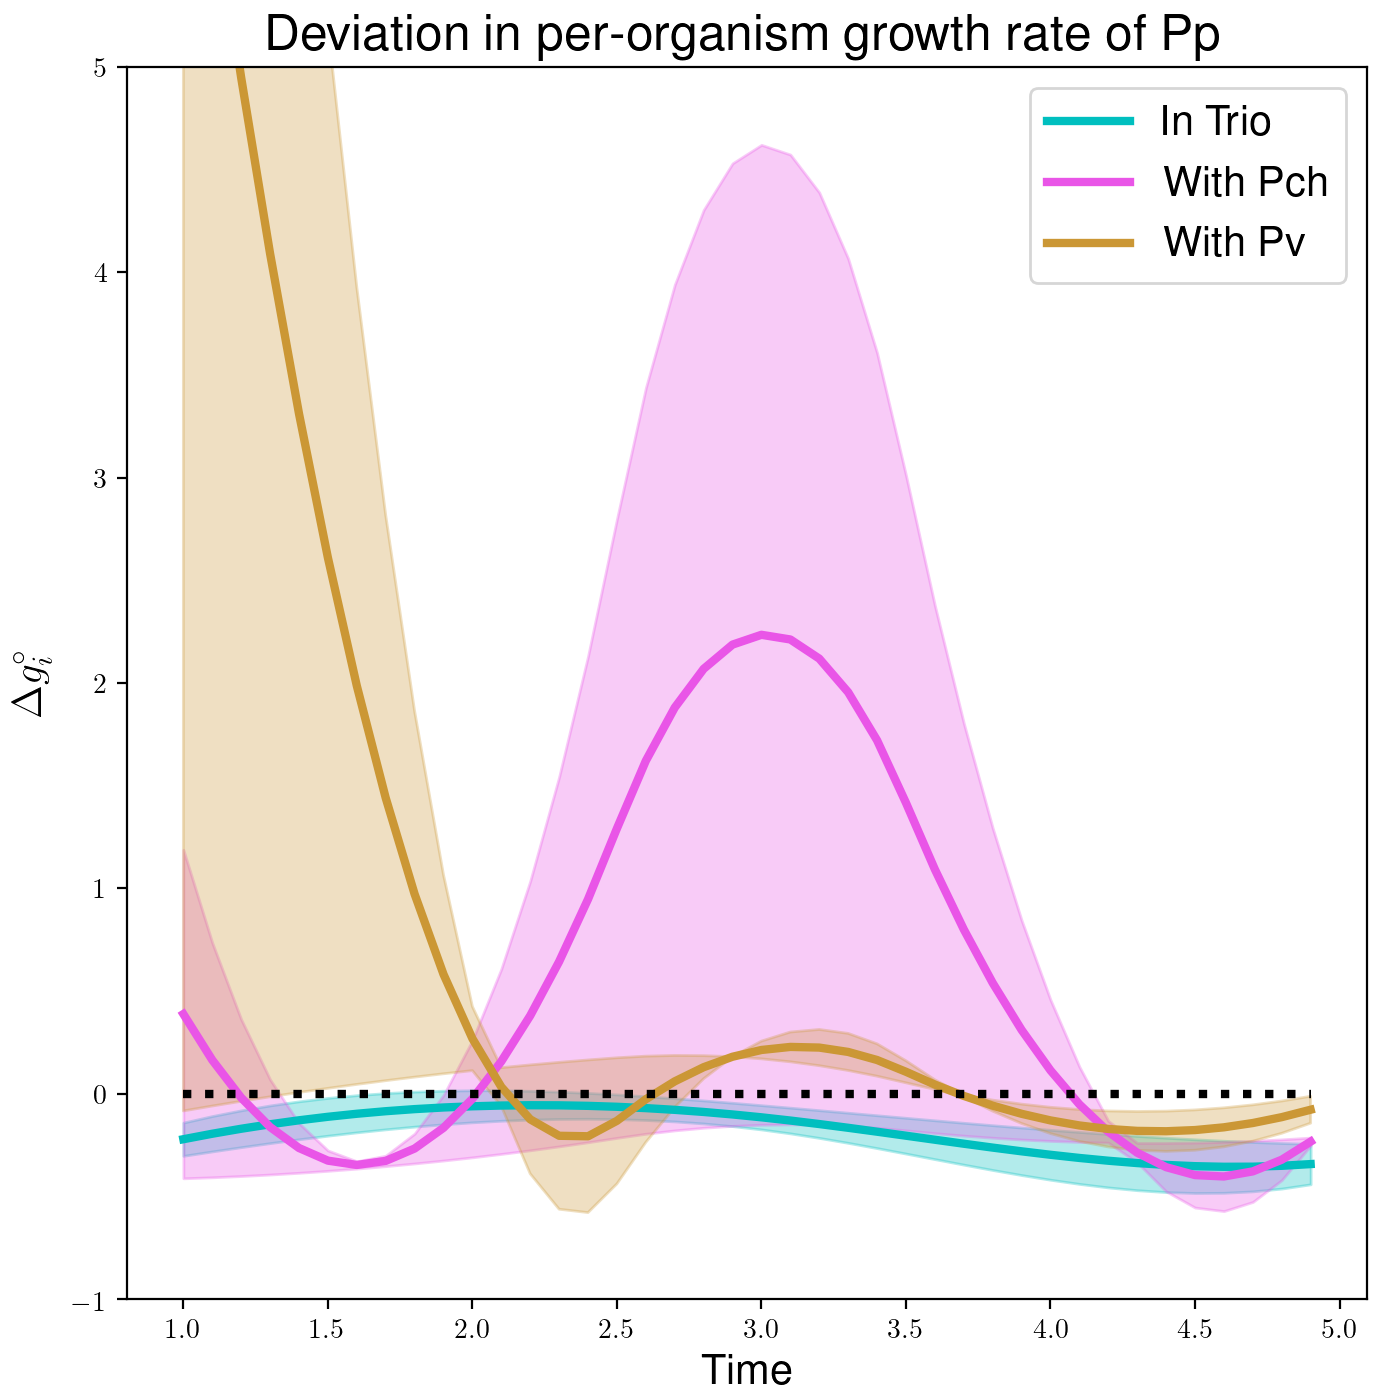 Deviation in per-organism growth rate of Pp
In Trio
With Pch
With Pv
Δg_i°
5
4
3
2
1
0
−1
1.0 1.5 2.0 2.5 3.0 3.5 4.0 4.5 5.0
Time